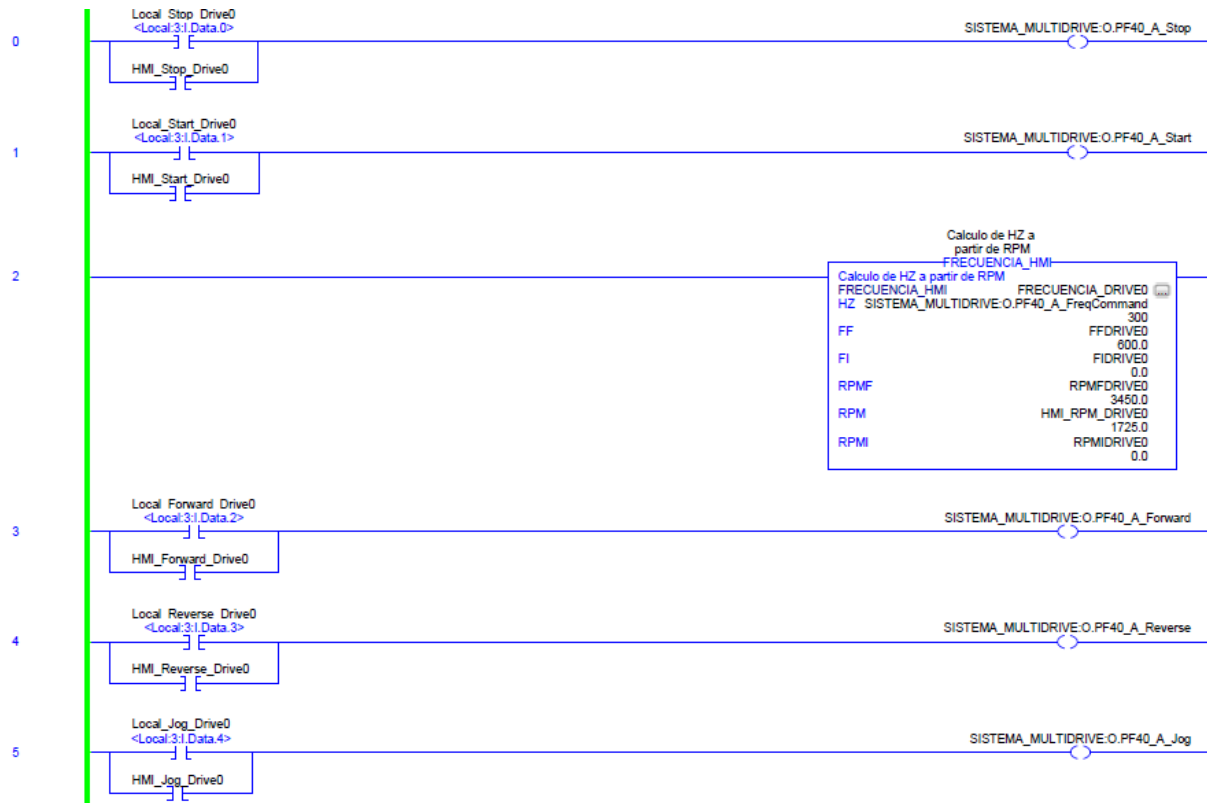 Local_Stop_Drive0
<Local:3:I.Data.0>
SISTEMA_MULTIDRIVE:O.PF40_A_Stop
0
HMI_Stop_Drive0
Local_Start_Drive0
<Local:3:I.Data.1>
SISTEMA_MULTIDRIVE:O.PF40_A_Start
1
HMI_Start_Drive0
Calculo de HZ a
partir de RPM
FRECUENCIA_HMI
2
Calculo de HZ a partir de RPM
FRECUENCIA_HMI FRECUENCIA_DRIVE0 ...
HZ SISTEMA_MULTIDRIVE:O.PF40_A_FreqCommand
300
FF FFDRIVE0
600.0
FI FIDRIVE0
0.0
RPMF RPMFDRIVE0
3450.0
RPM HMI_RPM_DRIVE0
1725.0
RPMI RPMIDRIVE0
0.0
Local_Forward_Drive0
<Local:3:I.Data.2>
SISTEMA_MULTIDRIVE:O.PF40_A_Forward
3
HMI_Forward_Drive0
Local_Reverse_Drive0
<Local:3:I.Data.3>
SISTEMA_MULTIDRIVE:O.PF40_A_Reverse
4
HMI_Reverse_Drive0
Local_Jog_Drive0
<Local:3:I.Data.4>
SISTEMA_MULTIDRIVE:O.PF40_A_Jog
5
HMI_Jog_Drive0